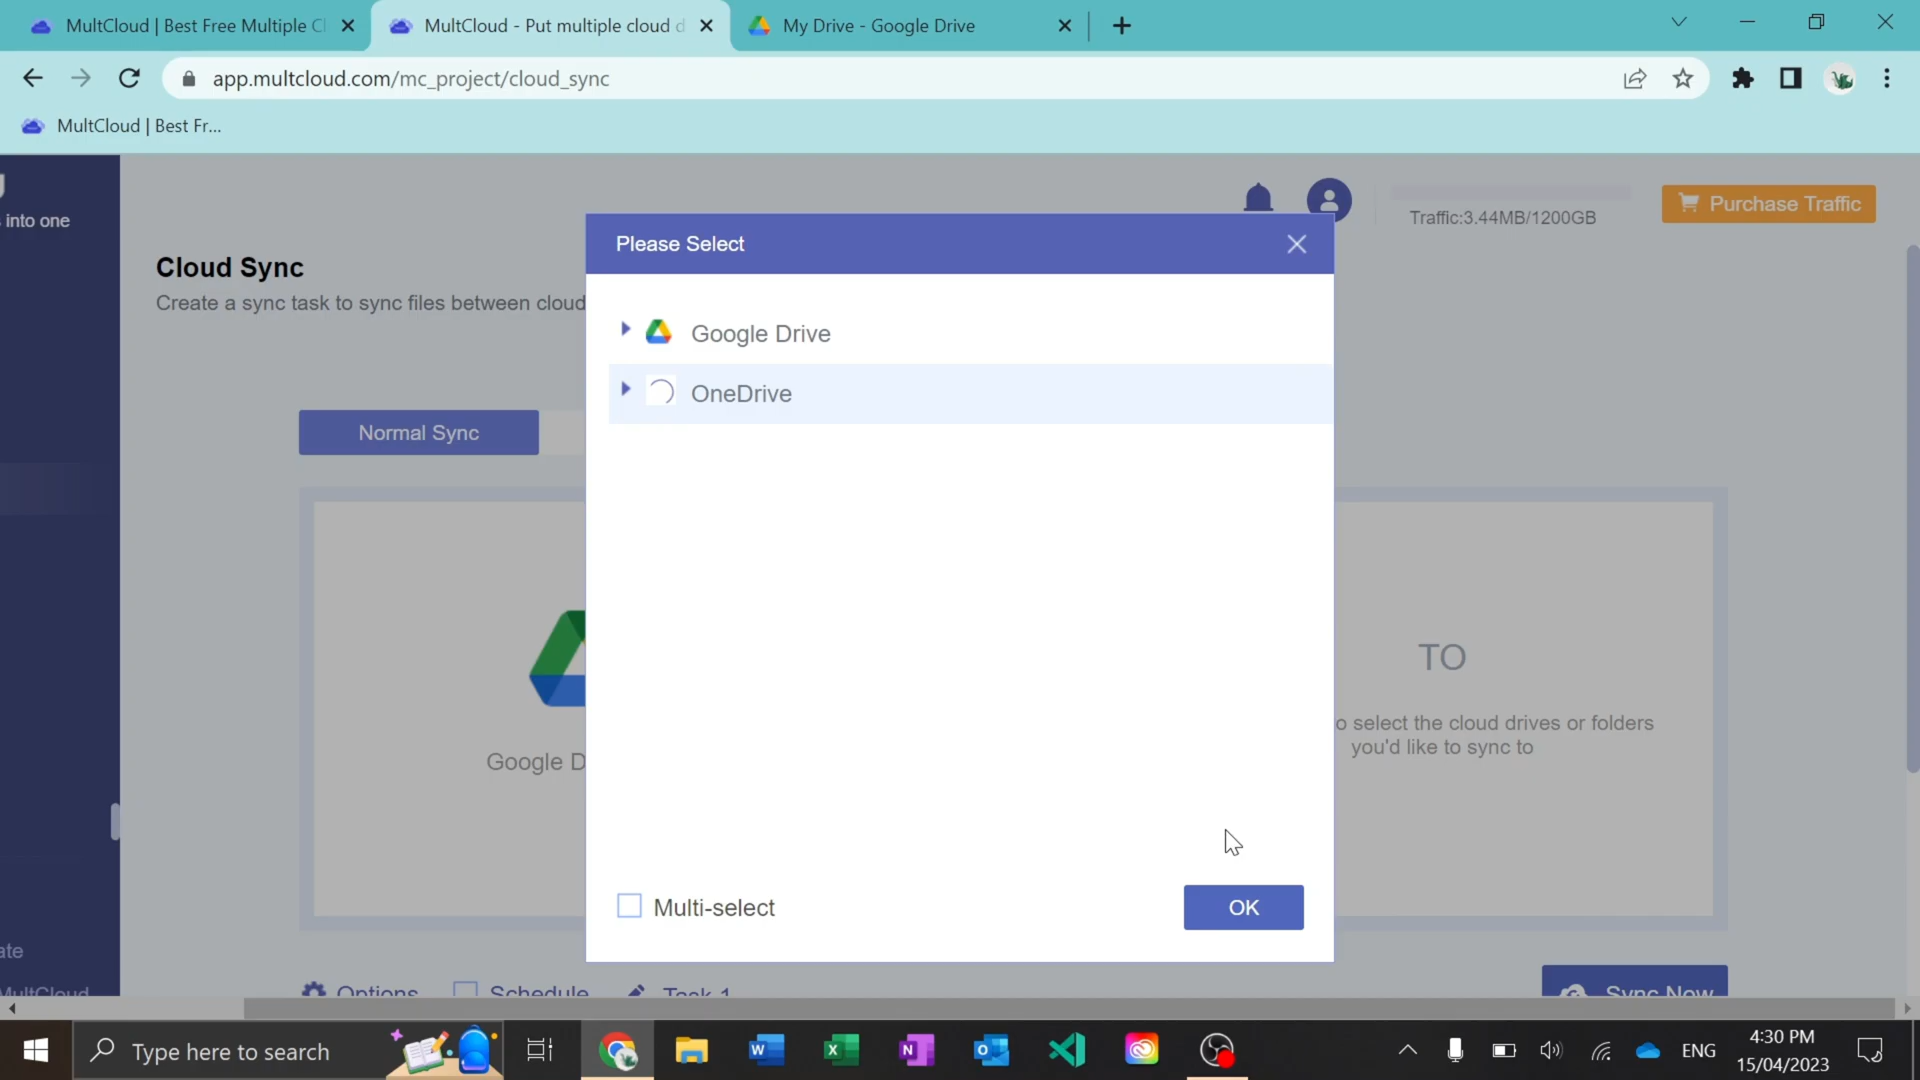 MultCloud | Best Free Multiple Cl
MultCloud - Put multiple cloud d
My Drive - Google Drive
app.multcloud.com/mc_project/cloud_sync
MultCloud | Best Fr...
into one
Traffic:3.44MB/1200GB
Purchase Traffic
Please Select
Cloud Sync
Create a sync task to sync files between cloud
Google Drive
OneDrive
Normal Sync
TO
o select the cloud drives or folders
you'd like to sync to
Google D
Multi-select
OK
ate
MultCloud
Options
Schedule
Task 1
Sync Now
Type here to search
ENG
4:30 PM
15/04/2023